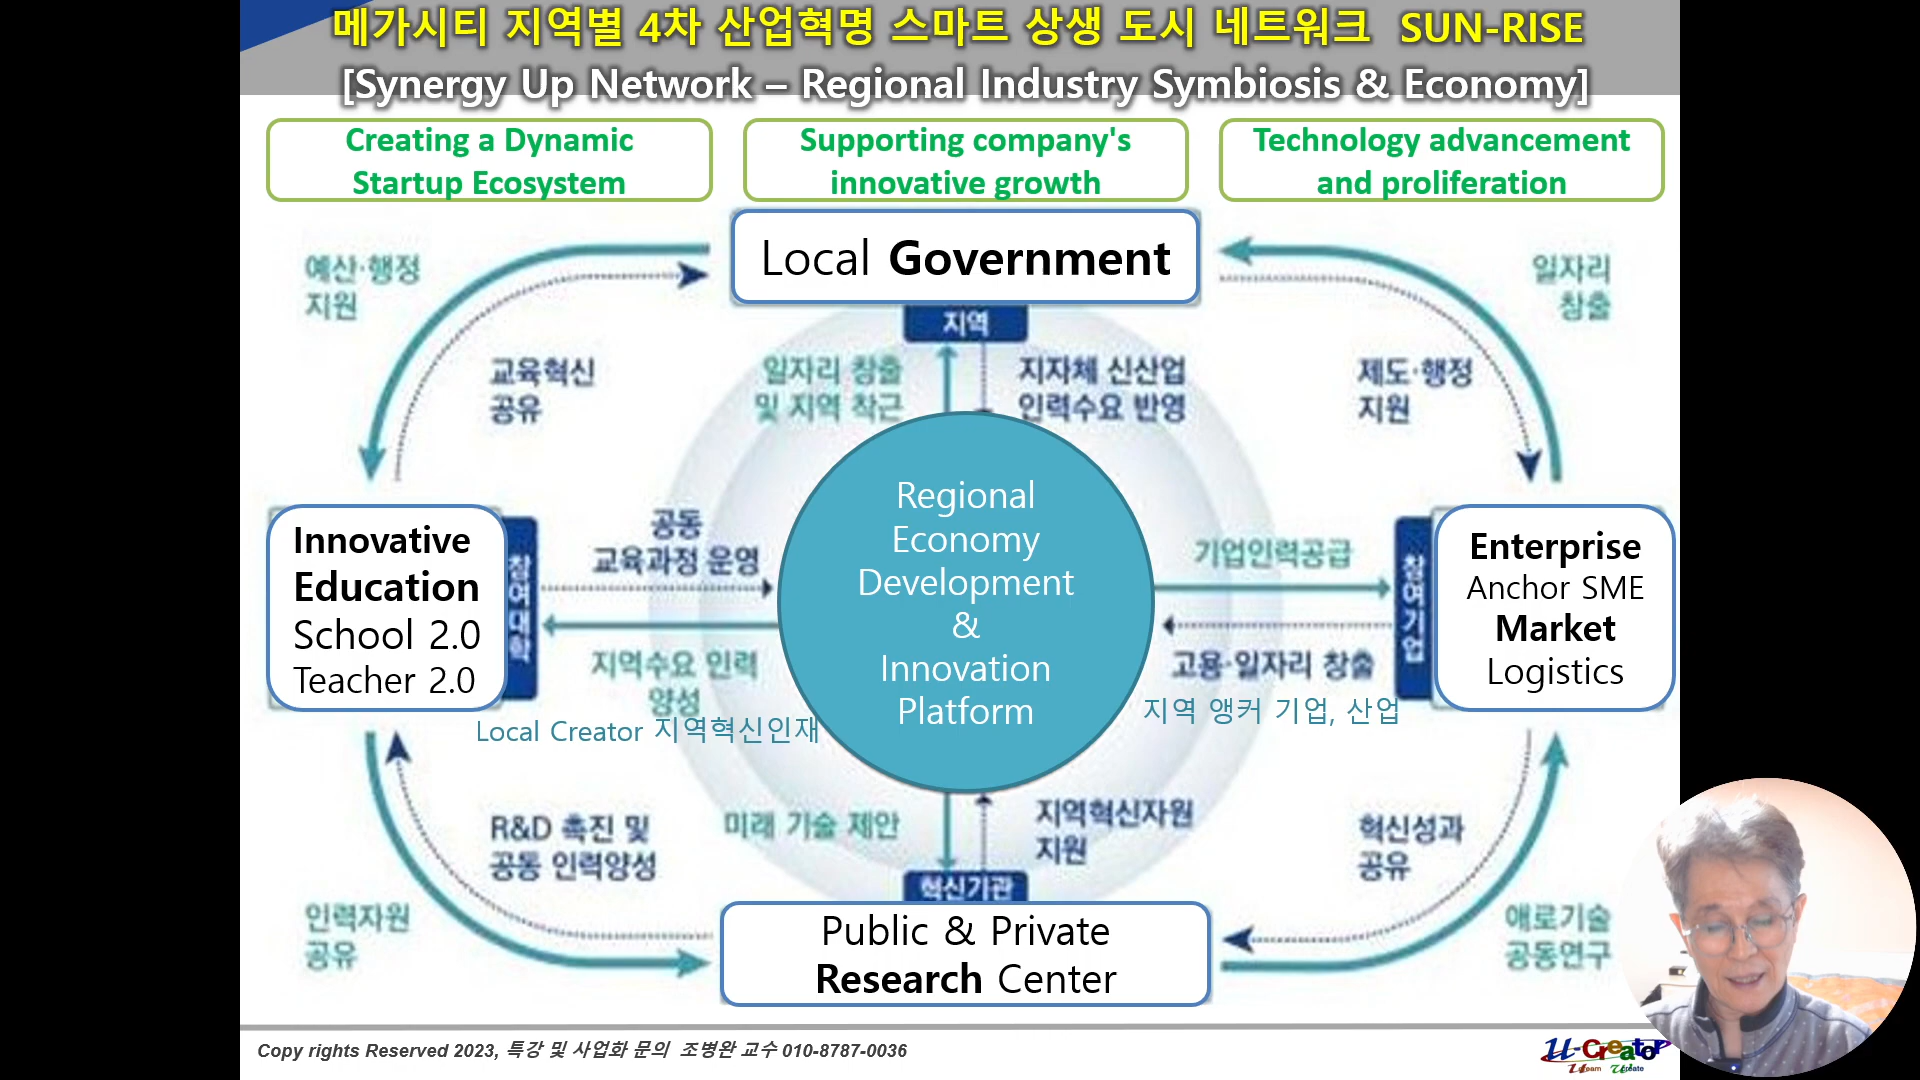 메가시티 지역별 4차 산업혁명 스마트 상생 도시 네트워크 SUN-RISE
[Synergy Up Network – Regional Industry Symbiosis & Economy]
Creating a Dynamic
Startup Ecosystem
Supporting company's
innovative growth
Technology advancement
and proliferation
Local Government
지역
예산·행정
지원
교육혁신
공유
일자리 창출
및 지역 착근
지자체 신산업
인력수요 반영
제도·행정
지원
일자리
창출
Innovative
Education
School 2.0
Teacher 2.0
참여대학
공동
교육과정 운영
지역수요 인력
양성
Local Creator 지역혁신인재
Regional
Economy
Development
&
Innovation
Platform
기업인력공급
고용·일자리 창출
지역 앵커 기업, 산업
참여기업
Enterprise
Anchor SME
Market
Logistics
R&D 촉진 및
공통 인력양성
인력자원
공유
미래 기술 제안
지역혁신자원
지원
혁신성과
공유
애로기술
공동연구
혁신기관
Public & Private
Research Center
Copy rights Reserved 2023, 특강 및 사업화 문의 조병완 교수 010-8787-0036
U-Creator